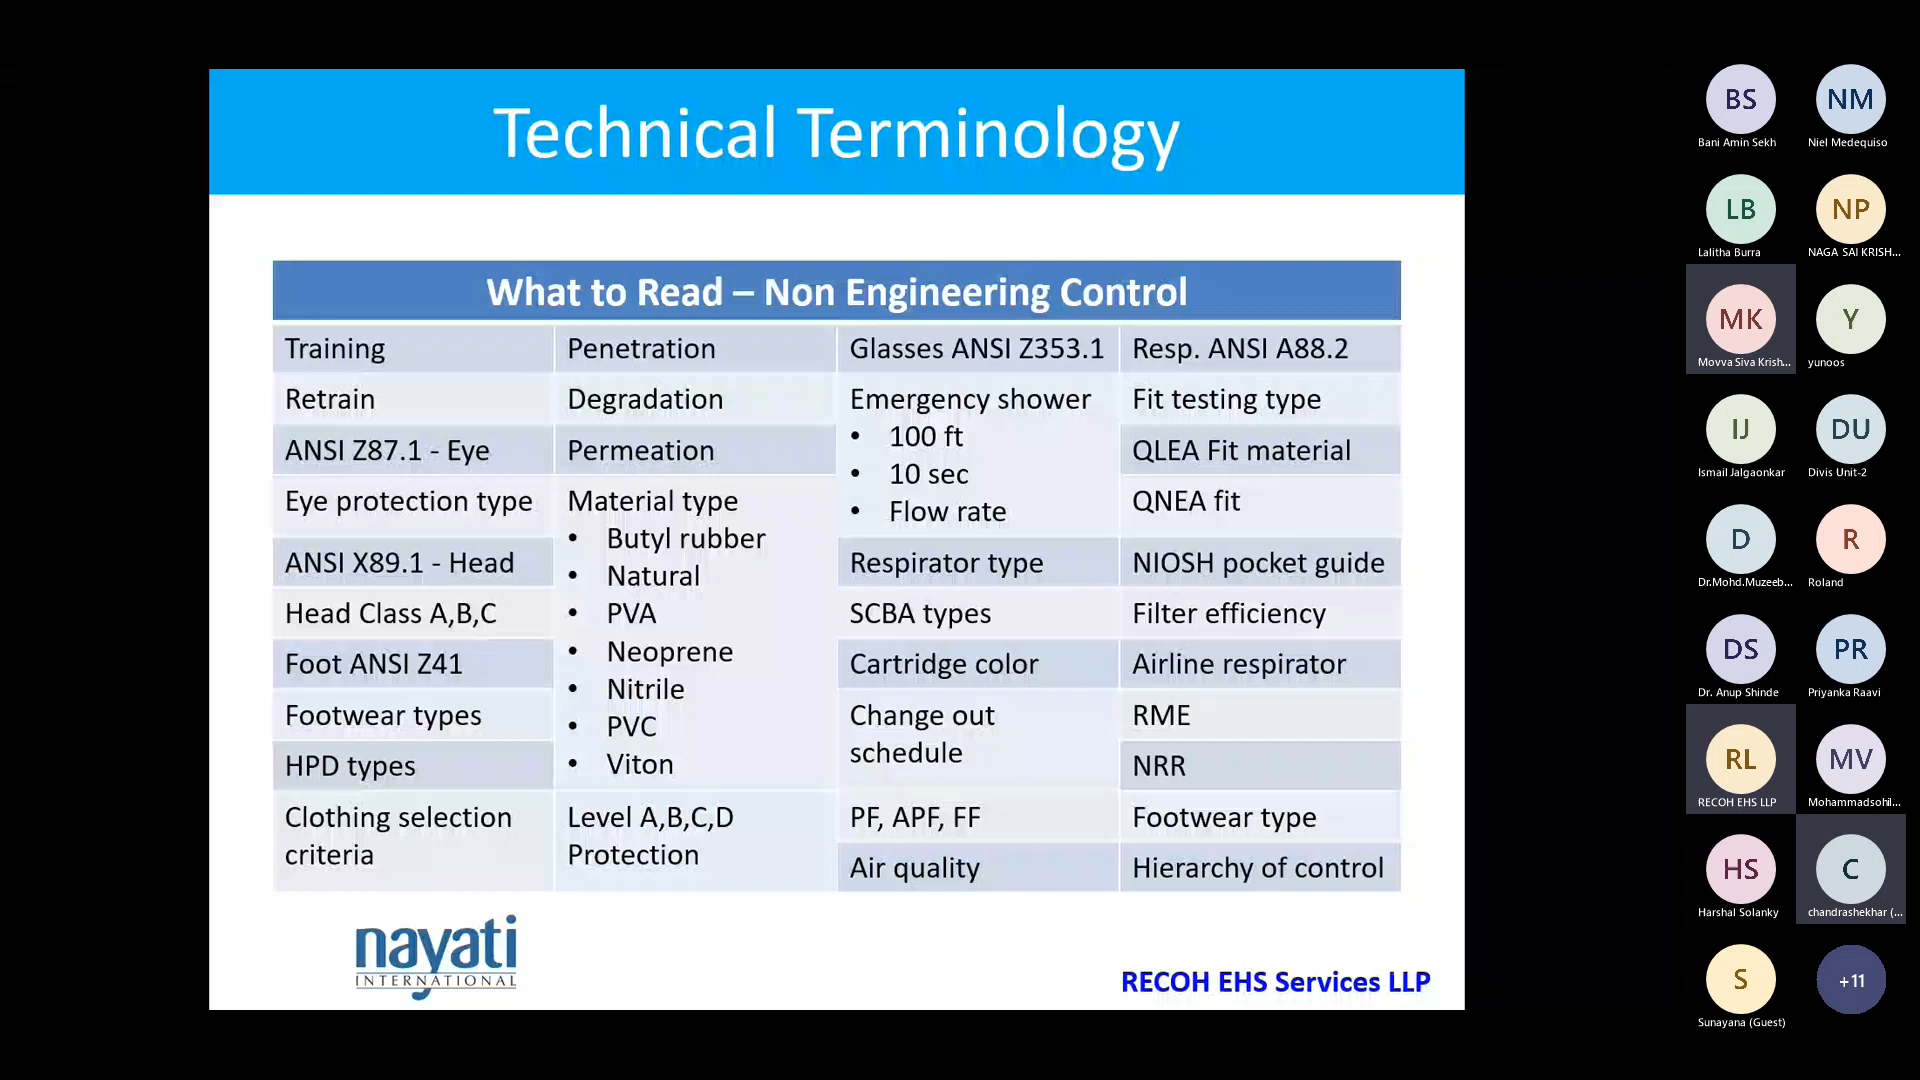 Technical Terminology
What to Read – Non Engineering Control
Training
Retrain
ANSI Z87.1 - Eye
Eye protection type
ANSI X89.1 - Head
Head Class A,B,C
Foot ANSI Z41
Footwear types
HPD types
Clothing selection
criteria
Penetration
Degradation
Permeation
Material type
• Butyl rubber
• Natural
• PVA
• Neoprene
• Nitrile
• PVC
• Viton
Level A,B,C,D
Protection
Glasses ANSI Z353.1
Emergency shower
• 100 ft
• 10 sec
• Flow rate
Respirator type
SCBA types
Cartridge color
Change out
schedule
PF, APF, FF
Air quality
Resp. ANSI A88.2
Fit testing type
QLEA Fit material
QNEA fit
NIOSH pocket guide
Filter efficiency
Airline respirator
RME
NRR
Footwear type
Hierarchy of control
nayati
INTERNATIONAL
RECOH EHS Services LLP
BS
Bani Amin Sekh
NM
Niel Medequiso
LB
Lalitha Burra
NP
NAGA SAI KRISH...
MK
Movva Siva Krish...
Y
yunoos
IJ
Ismail Jalgaonkar
DU
Divis Unit-2
D
Dr.Mohd.Muzeeb...
R
Roland
DS
Dr. Anup Shinde
PR
Priyanka Raavi
RL
RECOH EHS LLP
MV
Mohammadsohil...
HS
Harshal Solanky
C
chandrashekhar (...
S
Sunayana (Guest)
+11